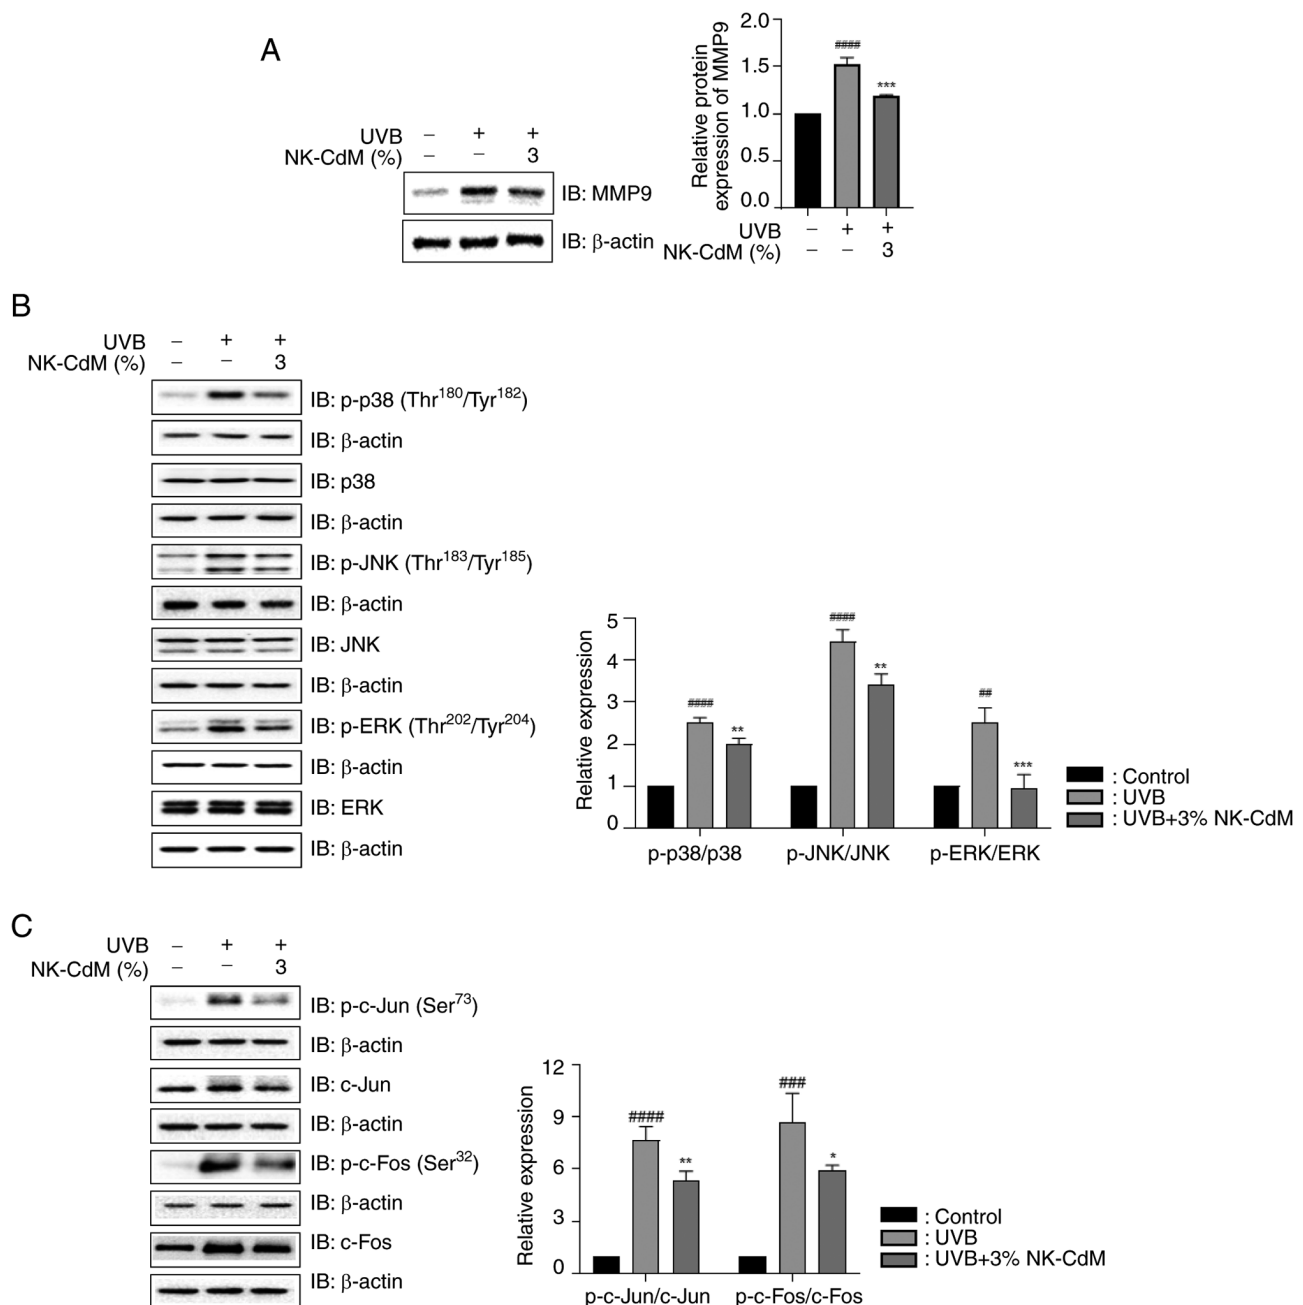 A
UVB – + +
NK-CdM (%) – – 3
IB: MMP9
IB: β-actin
Relative protein
expression of MMP9
2.0
1.5
1.0
0.5
0.0
####
***
UVB – + +
NK-CdM (%) – – 3
B
UVB – + +
NK-CdM (%) – – 3
IB: p-p38 (Thr¹⁸⁰/Tyr¹⁸²)
IB: β-actin
IB: p38
IB: β-actin
IB: p-JNK (Thr¹⁸³/Tyr¹⁸⁵)
IB: β-actin
IB: JNK
IB: β-actin
IB: p-ERK (Thr²⁰²/Tyr²⁰⁴)
IB: β-actin
IB: ERK
IB: β-actin
Relative expression
5
4
3
2
1
0
####
**
####
**
##
***
p-p38/p38 p-JNK/JNK p-ERK/ERK
: Control
: UVB
: UVB+3% NK-CdM
C
UVB – + +
NK-CdM (%) – – 3
IB: p-c-Jun (Ser⁷³)
IB: β-actin
IB: c-Jun
IB: β-actin
IB: p-c-Fos (Ser³²)
IB: β-actin
IB: c-Fos
IB: β-actin
Relative expression
12
9
6
3
0
####
**
###
*
p-c-Jun/c-Jun p-c-Fos/c-Fos
: Control
: UVB
: UVB+3% NK-CdM